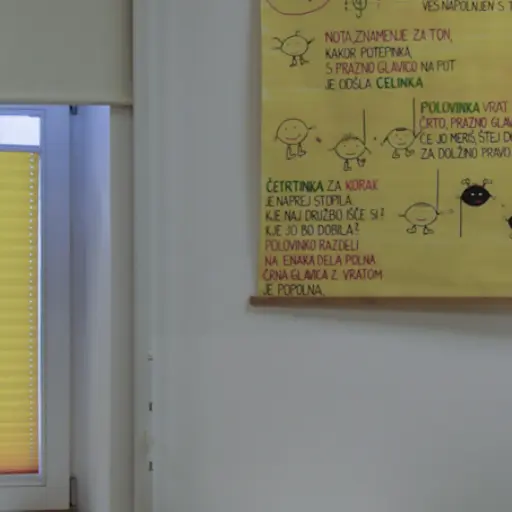 VES NAPOLNJEN S
NOTA, ZNAMENJE ZA TON,
KAKOR POTEPINKA
S PRAZNO GLAVICO NA POT
JE ODŠLA CELINKA
POLOVINKA VRAT
ČRTO, PRAZNO GLAV
ČE JO MERIŠ, ŠTEJ
ZA DOLŽINO PRAVO
ČETRTINKA ZA KORAK
JE NAPREJ STOPILA.
KJE NAJ DRUŽBO IŠČE SI?
KJE JO BO DOBILA?
POLOVINKO RAZDELI
NA ENAKA DELA POLNA.
ČRNA GLAVICA Z VRATOM
JE POPOLNA.